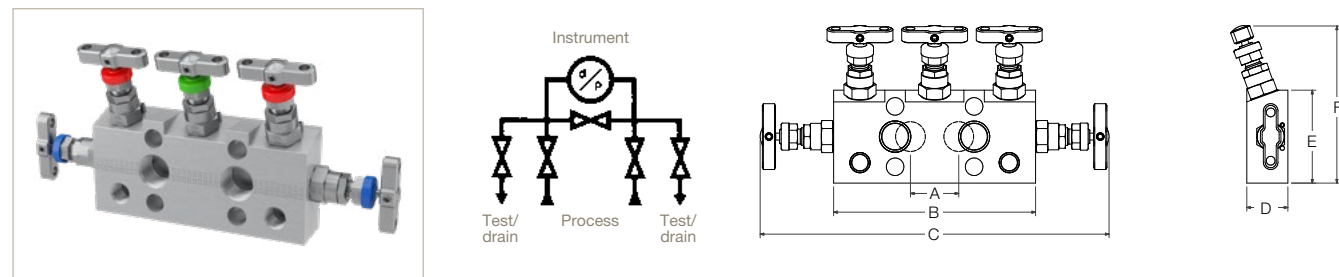 Instrument
d/P
Test/
drain
Process
Test/
drain
A
B
C
D
E
F